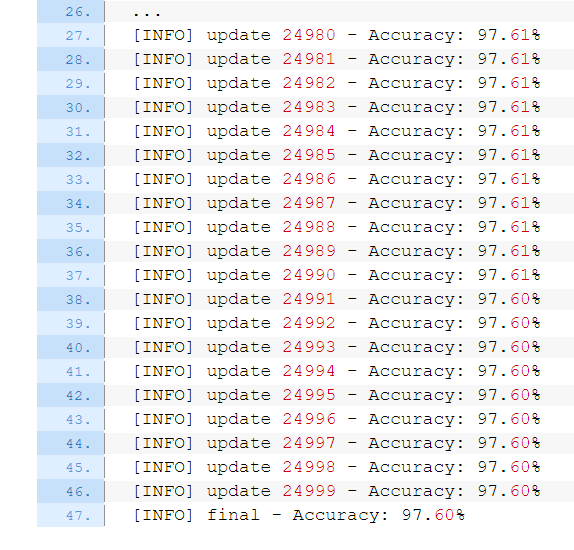 26. ...
27. [INFO] update 24980 - Accuracy: 97.61%
28. [INFO] update 24981 - Accuracy: 97.61%
29. [INFO] update 24982 - Accuracy: 97.61%
30. [INFO] update 24983 - Accuracy: 97.61%
31. [INFO] update 24984 - Accuracy: 97.61%
32. [INFO] update 24985 - Accuracy: 97.61%
33. [INFO] update 24986 - Accuracy: 97.61%
34. [INFO] update 24987 - Accuracy: 97.61%
35. [INFO] update 24988 - Accuracy: 97.61%
36. [INFO] update 24989 - Accuracy: 97.61%
37. [INFO] update 24990 - Accuracy: 97.61%
38. [INFO] update 24991 - Accuracy: 97.60%
39. [INFO] update 24992 - Accuracy: 97.60%
40. [INFO] update 24993 - Accuracy: 97.60%
41. [INFO] update 24994 - Accuracy: 97.60%
42. [INFO] update 24995 - Accuracy: 97.60%
43. [INFO] update 24996 - Accuracy: 97.60%
44. [INFO] update 24997 - Accuracy: 97.60%
45. [INFO] update 24998 - Accuracy: 97.60%
46. [INFO] update 24999 - Accuracy: 97.60%
47. [INFO] final - Accuracy: 97.60%